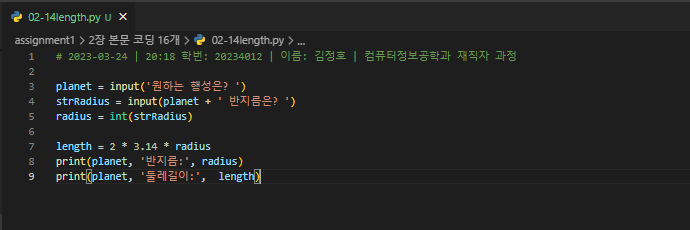 02-14length.py U
assignment1 > 2장 본문 코딩 16개 > 02-14length.py > ...
1 # 2023-03-24 | 20:18 학번: 20234012 | 이름: 김정호 | 컴퓨터정보공학과 재직자 과정
2
3 planet = input('원하는 행성은? ')
4 strRadius = input(planet + ' 반지름은? ')
5 radius = int(strRadius)
6
7 length = 2 * 3.14 * radius
8 print(planet, '반지름:', radius)
9 print(planet, '둘레길이:',  length)